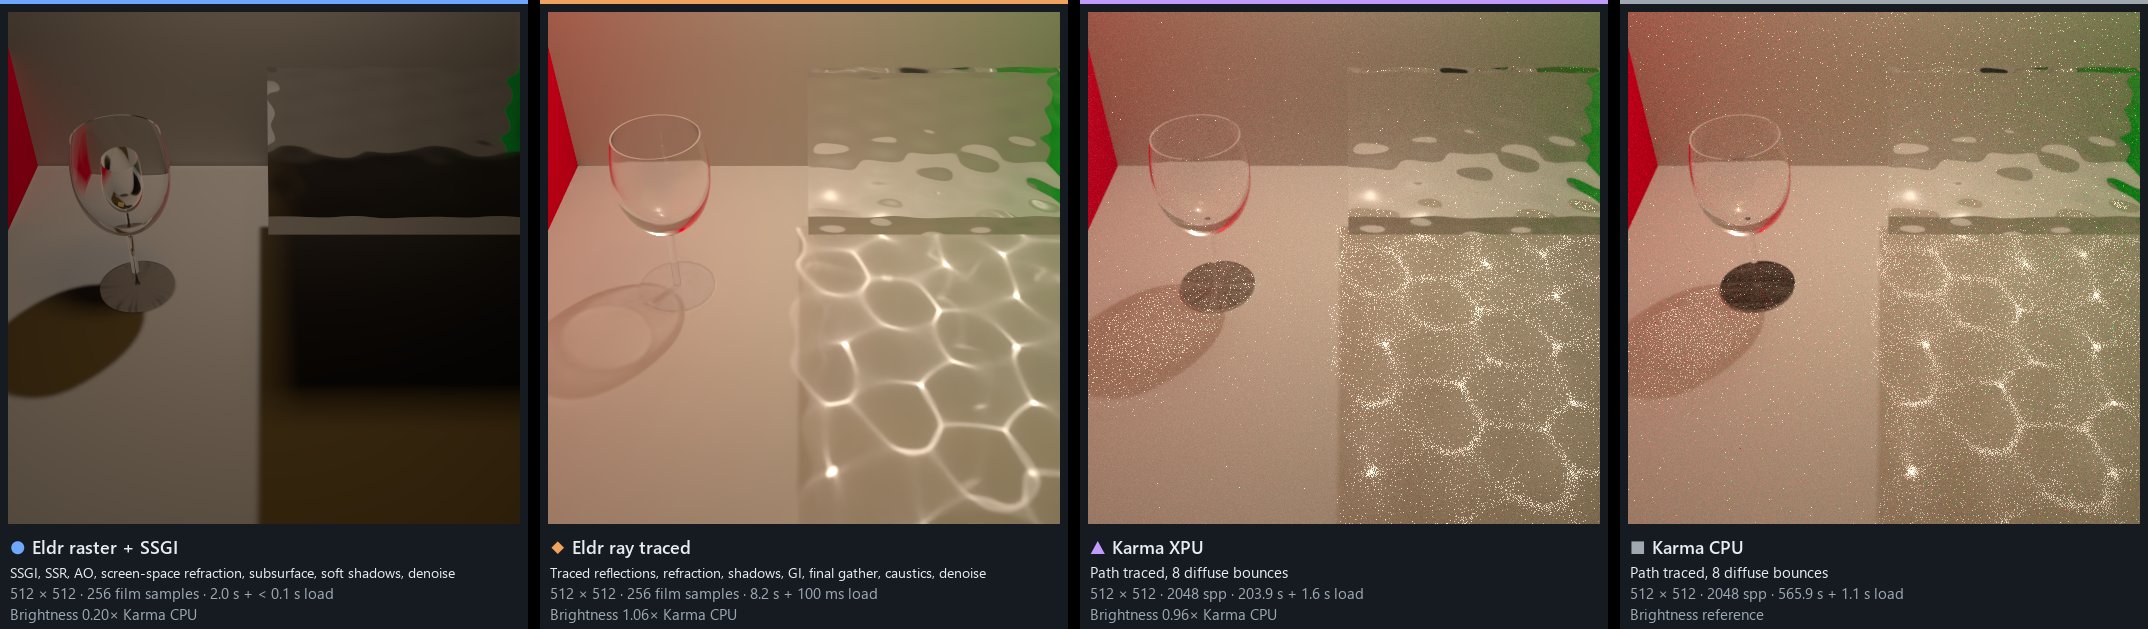 Eldr raster + SSGI
SSGI, SSR, AO, screen-space refraction, subsurface, soft shadows, denoise
512 × 512 · 256 film samples · 2.0 s + < 0.1 s load
Brightness 0.20× Karma CPU
Eldr ray traced
Traced reflections, refraction, shadows, GI, final gather, caustics, denoise
512 × 512 · 256 film samples · 8.2 s + 100 ms load
Brightness 1.06× Karma CPU
Karma XPU
Path traced, 8 diffuse bounces
512 × 512 · 2048 spp · 203.9 s + 1.6 s load
Brightness 0.96× Karma CPU
Karma CPU
Path traced, 8 diffuse bounces
512 × 512 · 2048 spp · 565.9 s + 1.1 s load
Brightness reference